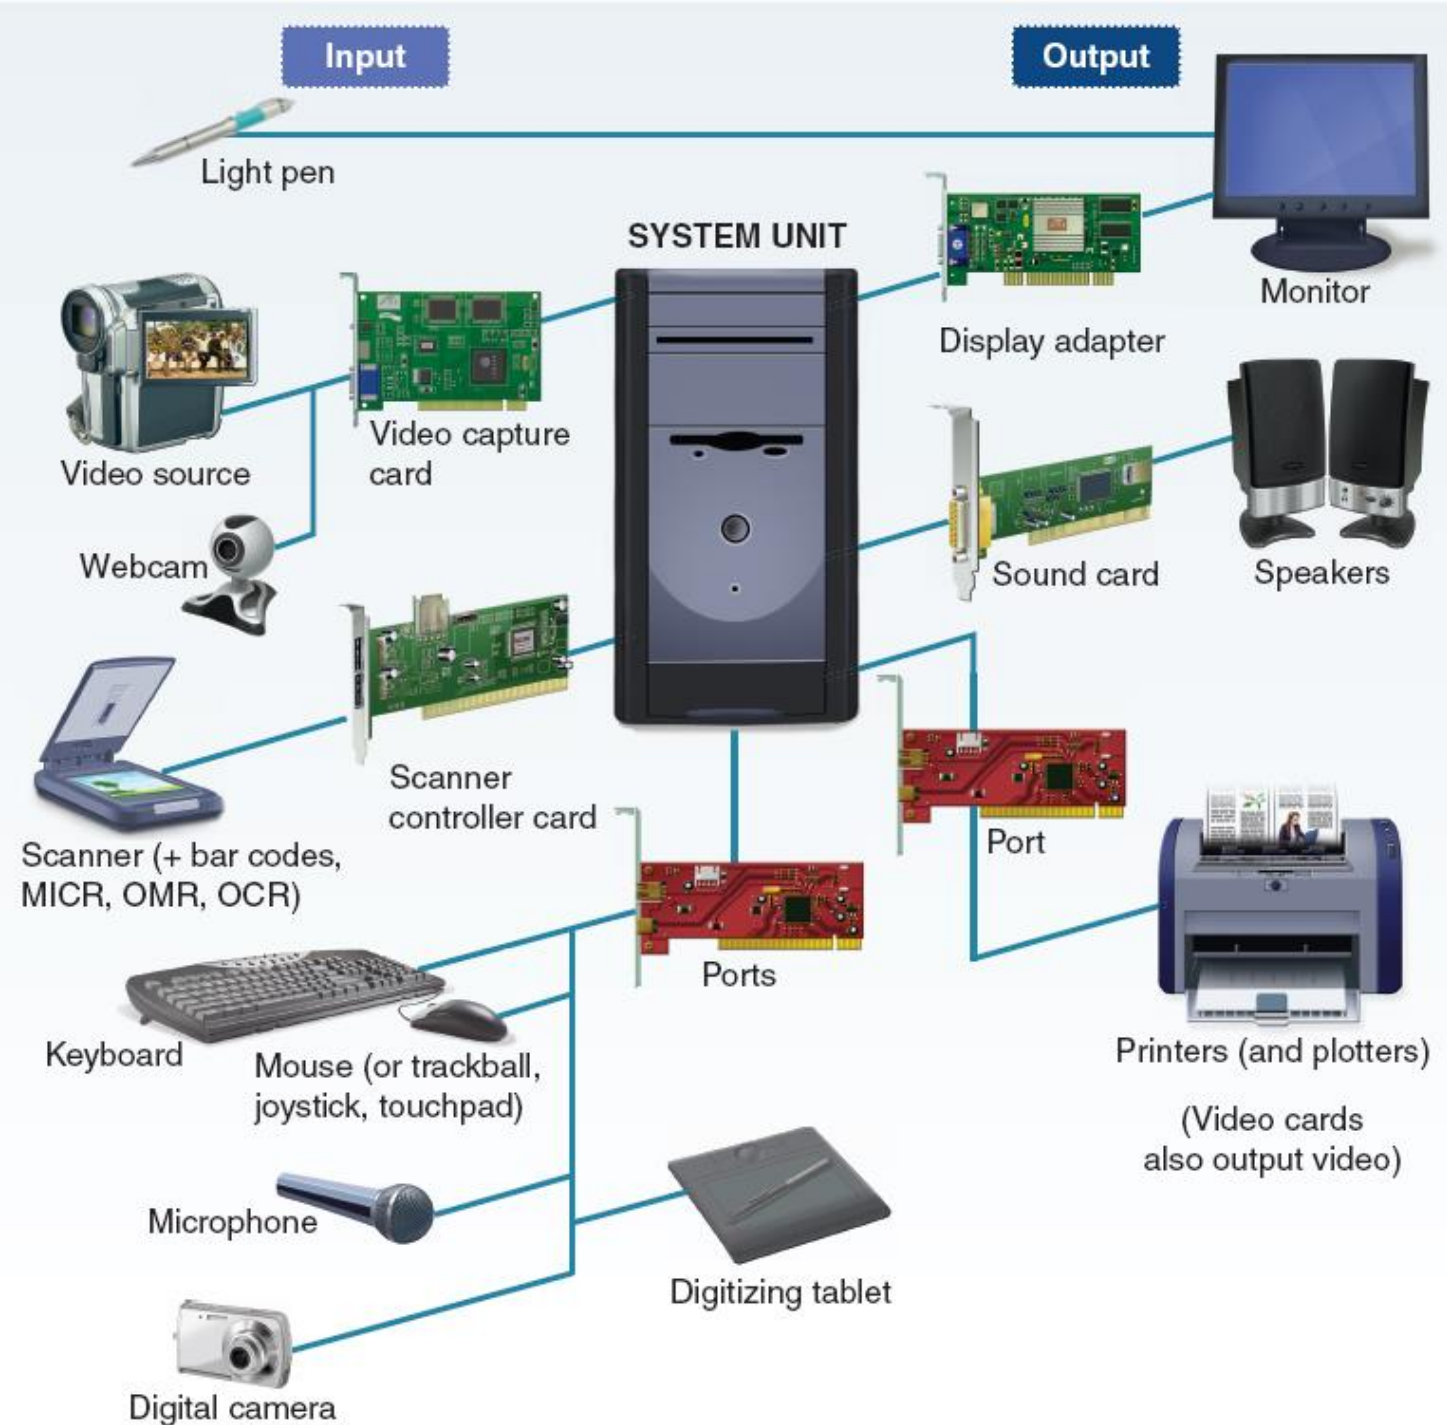 Input
Output
Light pen
SYSTEM UNIT
Monitor
Display adapter
Video capture
card
Video source
Webcam
Sound card
Speakers
Scanner
controller card
Port
Scanner (+ bar codes,
MICR, OMR, OCR)
Ports
Keyboard
Mouse (or trackball,
joystick, touchpad)
Printers (and plotters)
(Video cards
also output video)
Microphone
Digitizing tablet
Digital camera